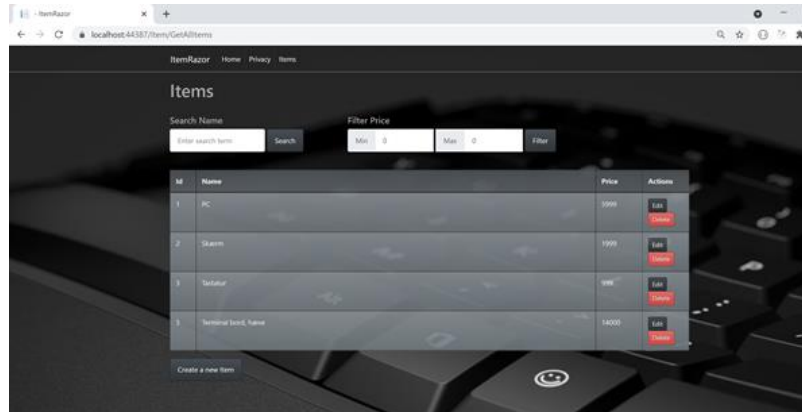 - ItemRazor
localhost:44387/Item/GetAllItems
ItemRazor Home Privacy Items
Items
Search Name Filter Price
Enter search term Search Min 0 Max 0 Filter
Id Name Price Actions
1 PC 5999 Edit
Delete
2 Skærm 1999 Edit
Delete
3 Tastatur 999 Edit
Delete
3 Terminal bord, hæve 14000 Edit
Delete
Alt
Create a new Item